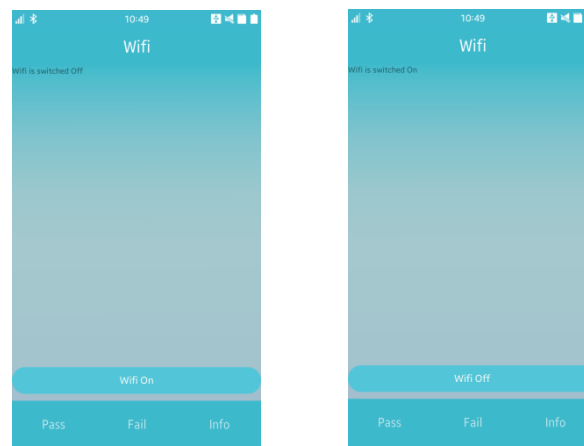 10:49
Wifi
Wifi is switched Off
Wifi On
Pass Fail Info
10:49
Wifi
Wifi is switched On
Wifi Off
Pass Fail Info